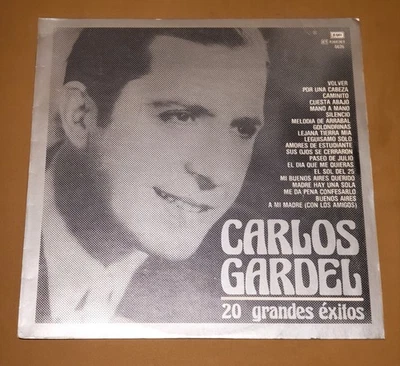 EMI
VOLVER
POR UNA CABEZA
CAMINITO
CUESTA ABAJO
MANO A MANO
SILENCIO
MELODIA DE ARRABAL
GOLONDRINAS
LEJANA TIERRA MIA
LEGUISAMO SOLO
AMORES DE ESTUDIANTE
SUS OJOS SE CERRARON
PASEO DE JULIO
EL DIA QUE ME QUIERAS
EL SOL DEL 25
MI BUENOS AIRES QUERIDO
MADRE HAY UNA SOLA
ME DA PENA CONFESARLO
BUENOS AIRES
A MI MADRE (CON LOS AMIGOS)
CARLOS
GARDEL
20 grandes éxitos